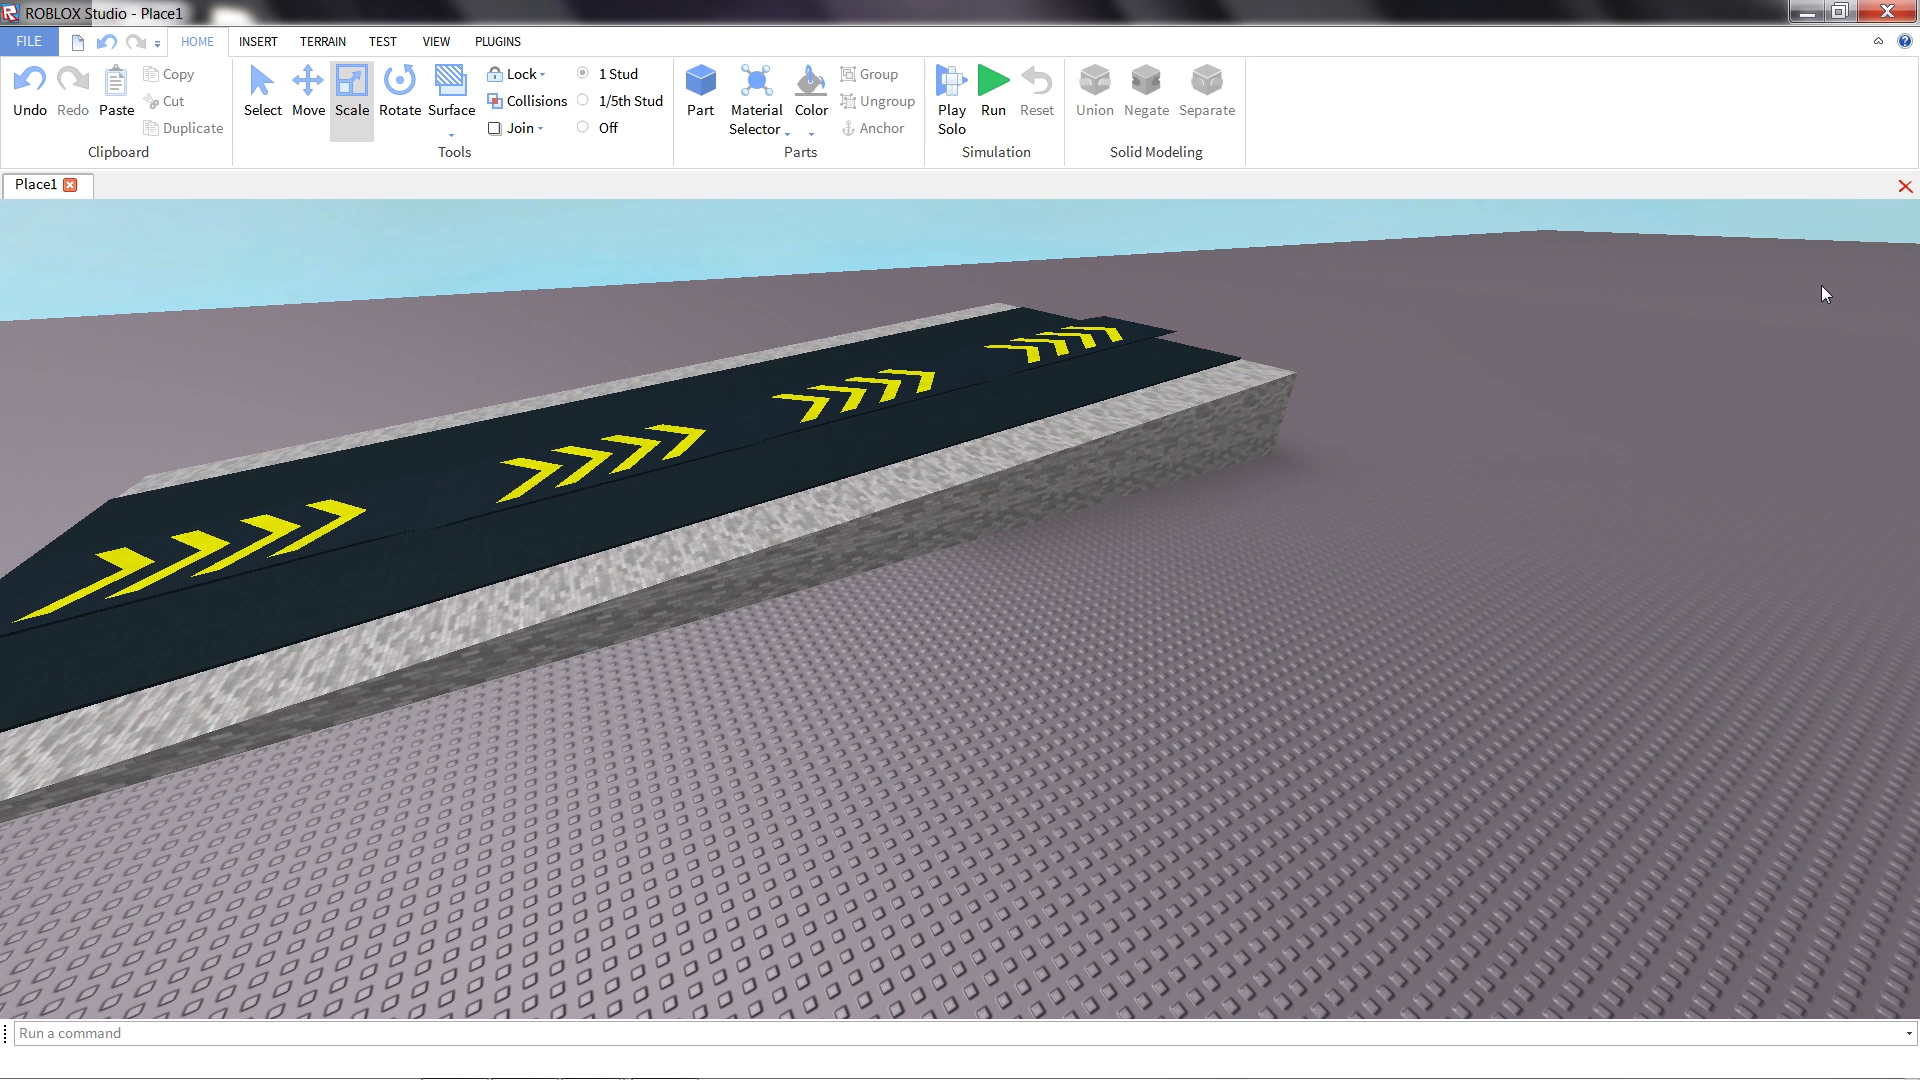 ROBLOX Studio - Place1
FILE HOME INSERT TERRAIN TEST VIEW PLUGINS
Undo Redo Paste Copy Cut Duplicate
Clipboard
Select Move Scale Rotate Surface Lock Collisions Join 1 Stud 1/5th Stud Off
Tools
Part Material Selector Color Group Ungroup Anchor
Parts
Play Solo Run Reset
Simulation
Union Negate Separate
Solid Modeling
Place1
Run a command